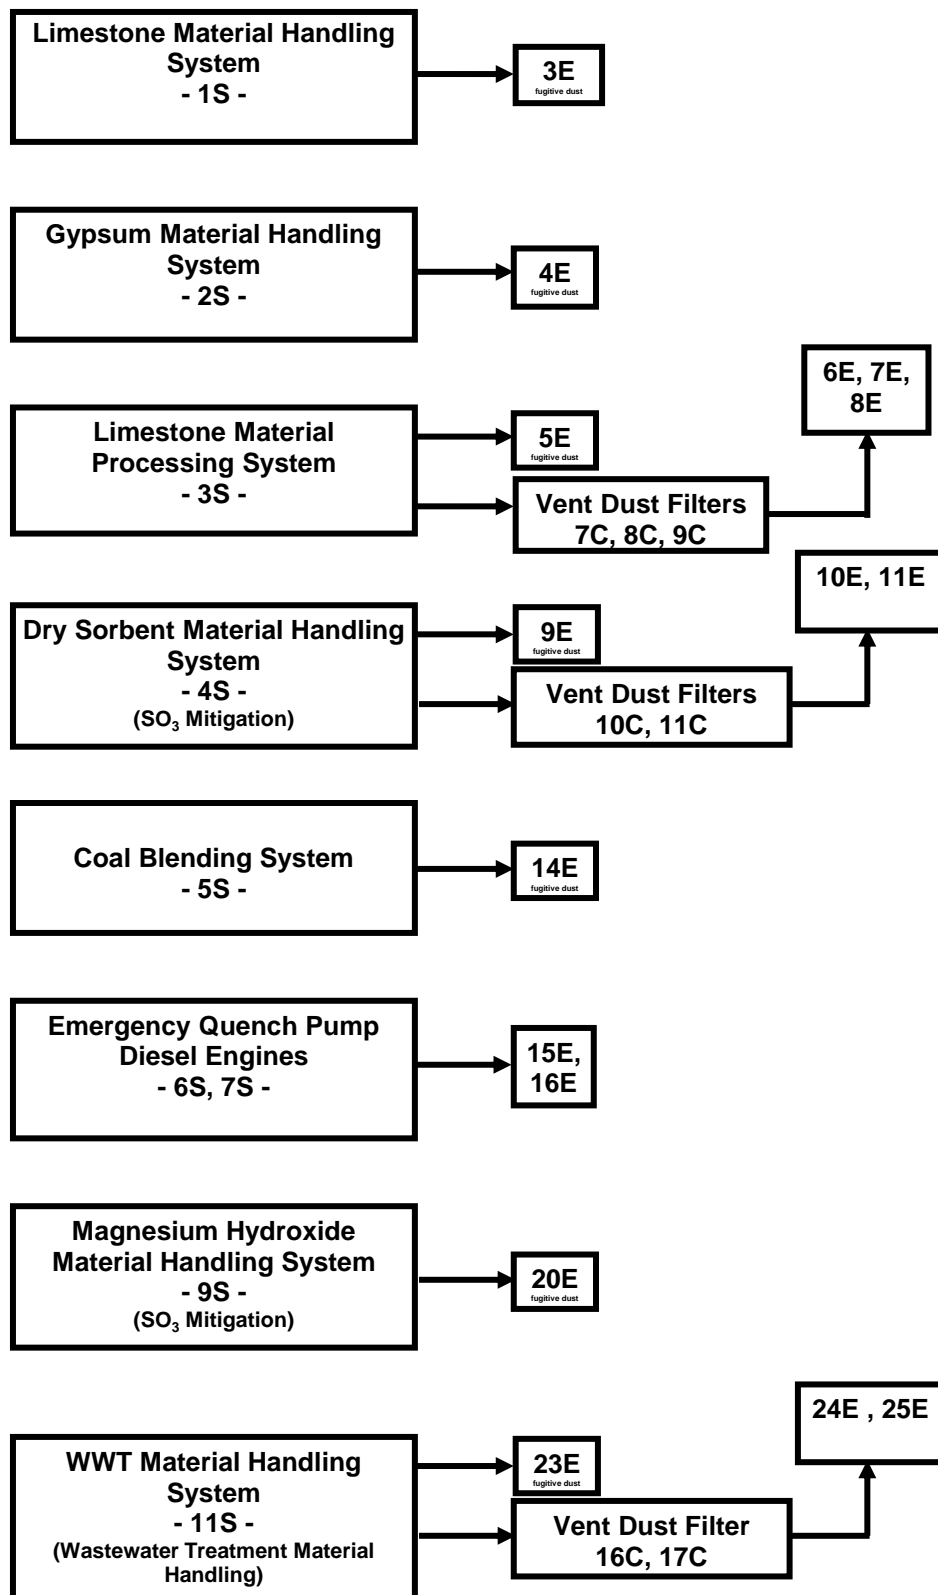 Limestone Material Handling
System
- 1S -
3E
fugitive dust
Gypsum Material Handling
System
- 2S -
4E
fugitive dust
Limestone Material
Processing System
- 3S -
5E
fugitive dust
Vent Dust Filters
7C, 8C, 9C
6E, 7E,
8E
Dry Sorbent Material Handling
System
- 4S -
(SO₃ Mitigation)
9E
fugitive dust
Vent Dust Filters
10C, 11C
10E, 11E
Coal Blending System
- 5S -
14E
fugitive dust
Emergency Quench Pump
Diesel Engines
- 6S, 7S -
15E,
16E
Magnesium Hydroxide
Material Handling System
- 9S -
(SO₃ Mitigation)
20E
fugitive dust
WWT Material Handling
System
- 11S -
(Wastewater Treatment Material
Handling)
23E
fugitive dust
Vent Dust Filter
16C, 17C
24E , 25E